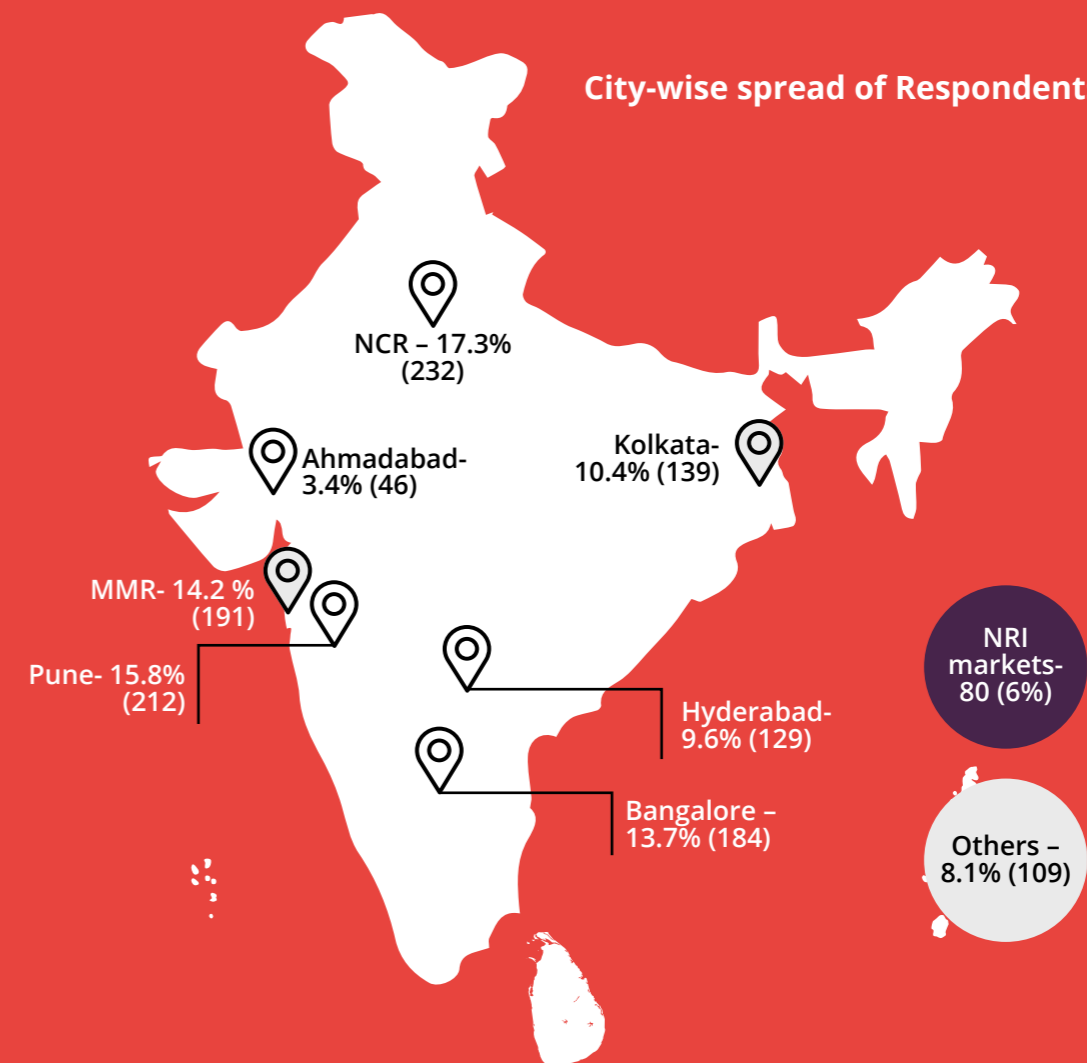 City-wise spread of Respondent
NCR – 17.3%
(232)
Ahmadabad-
3.4% (46)
Kolkata-
10.4% (139)
MMR- 14.2 %
(191)
Pune- 15.8%
(212)
Hyderabad-
9.6% (129)
Bangalore –
13.7% (184)
NRI
markets-
80 (6%)
Others –
8.1% (109)